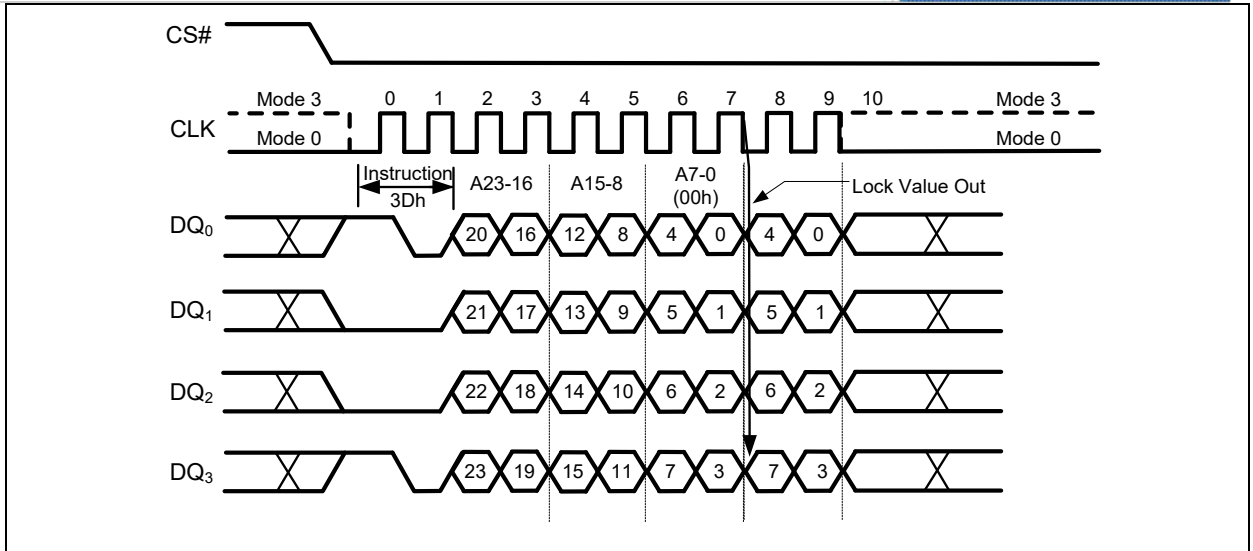 CS#
Mode 3 0 1 2 3 4 5 6 7 8 9 10 Mode 3
CLK
Mode 0 Mode 0
Instruction A23-16 A15-8 A7-0
3Dh (00h) Lock Value Out
DQ0 20 16 12 8 4 0 4 0
DQ1 21 17 13 9 5 1 5 1
DQ2 22 18 14 10 6 2 6 2
DQ3 23 19 15 11 7 3 7 3